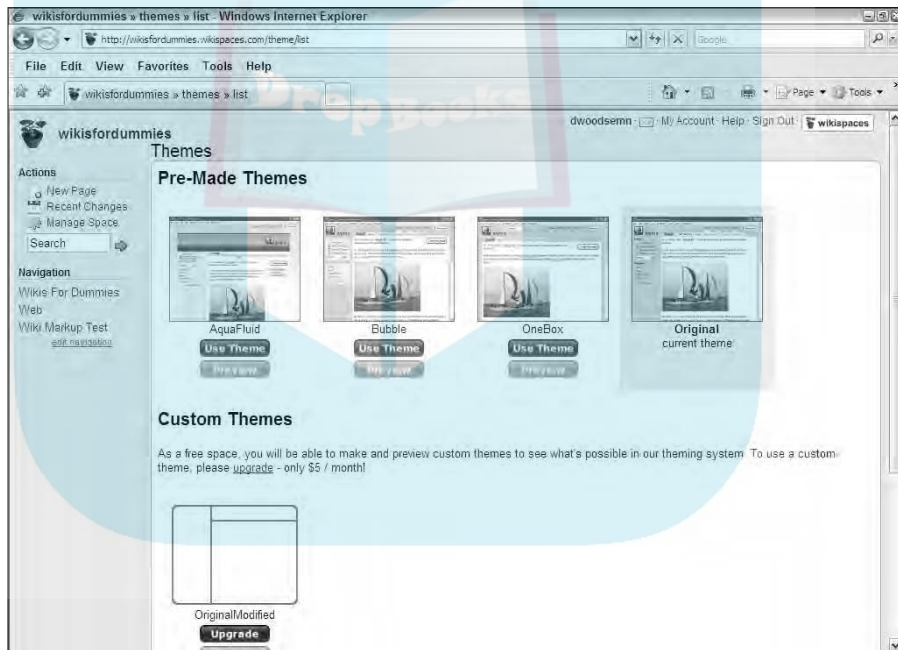 wikisfordummies » themes » list - Windows Internet Explorer
http://wikisfordummies.wikispaces.com/theme/list
Google
File Edit View Favorites Tools Help
wikisfordummies » themes » list
Page
Tools
Drop Books
wikisfordummies
dwoodsemn · My Account · Help · Sign Out · wikispaces
Themes
Actions
New Page
Recent Changes
Manage Space
Search
Navigation
Wikis For Dummies
Web
Wiki Markup Test
edit navigation
Pre-Made Themes
AquaFluid
Bubble
OneBox
Original
current theme
Use Theme
Use Theme
Use Theme
Preview
Preview
Preview
Custom Themes
As a free space, you will be able to make and preview custom themes to see what's possible in our theming system. To use a custom
theme, please upgrade - only $5 / month!
OriginalModified
Upgrade